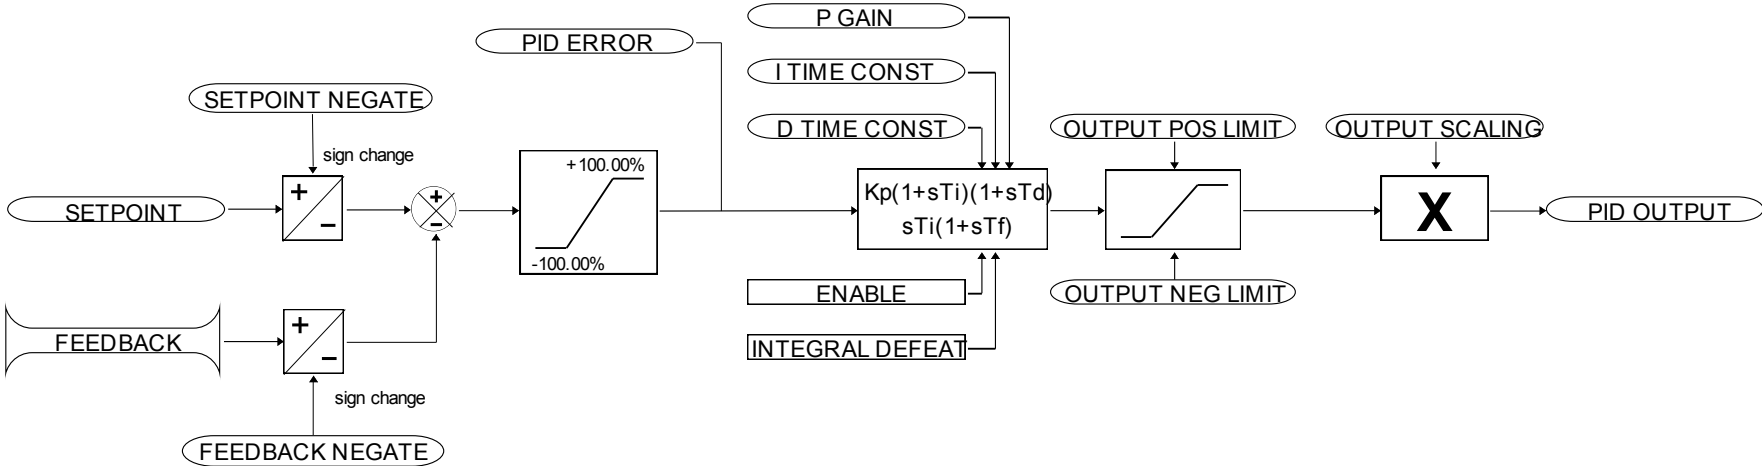 P GAIN
PID ERROR
I TIME CONST
SETPOINT NEGATE
D TIME CONST
OUTPUT POS LIMIT
OUTPUT SCALING
sign change
+
−
SETPOINT
+
−
+100.00%
-100.00%
Kp(1+sTi)(1+sTd)
sTi(1+sTf)
X
PID OUTPUT
ENABLE
OUTPUT NEG LIMIT
FEEDBACK
+
−
INTEGRAL DEFEAT
sign change
FEEDBACK NEGATE